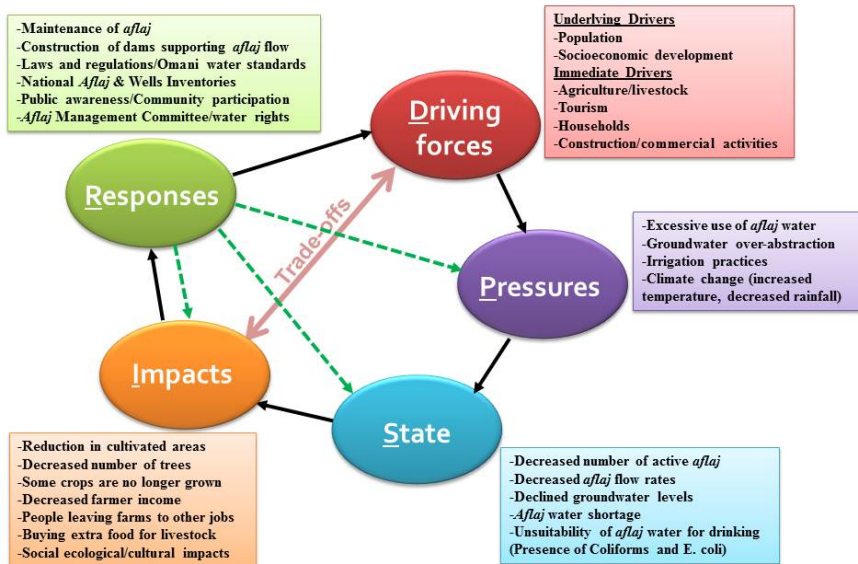 -Maintenance of aflaj
-Construction of dams supporting aflaj flow
-Laws and regulations/Omani water standards
-National Aflaj & Wells Inventories
-Public awareness/Community participation
-Aflaj Management Committee/water rights
Underlying Drivers
-Population
-Socioeconomic development
Immediate Drivers
-Agriculture/livestock
-Tourism
-Households
-Construction/commercial activities
Driving
forces
Responses
Trade-offs
Pressures
-Excessive use of aflaj water
-Groundwater over-abstraction
-Irrigation practices
-Climate change (increased
temperature, decreased rainfall)
Impacts
State
-Reduction in cultivated areas
-Decreased number of trees
-Some crops are no longer grown
-Decreased farmer income
-People leaving farms to other jobs
-Buying extra food for livestock
-Social ecological/cultural impacts
-Decreased number of active aflaj
-Decreased aflaj flow rates
-Declined groundwater levels
-Aflaj water shortage
-Unsuitability of aflaj water for drinking
(Presence of Coliforms and E. coli)